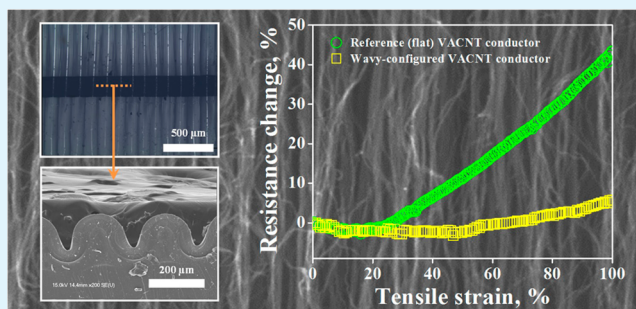 500 μm
200 μm
15.0kV 14.4mm x200 SE(U)
Resistance change, %
50
40
30
20
10
0
Reference (flat) VACNT conductor
Wavy-configured VACNT conductor
0 20 40 60 80 100
Tensile strain, %